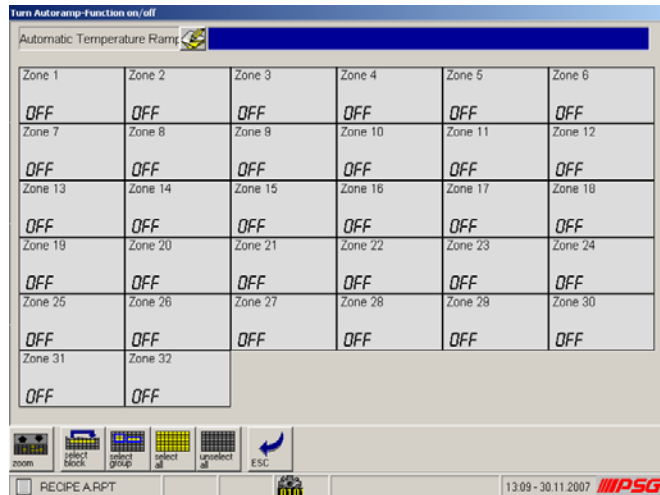 Turn Autoramp-Function on/off
Automatic Temperature Ramp
Zone 1 Zone 2 Zone 3 Zone 4 Zone 5 Zone 6
OFF OFF OFF OFF OFF OFF
Zone 7 Zone 8 Zone 9 Zone 10 Zone 11 Zone 12
OFF OFF OFF OFF OFF OFF
Zone 13 Zone 14 Zone 15 Zone 16 Zone 17 Zone 18
OFF OFF OFF OFF OFF OFF
Zone 19 Zone 20 Zone 21 Zone 22 Zone 23 Zone 24
OFF OFF OFF OFF OFF OFF
Zone 25 Zone 26 Zone 27 Zone 28 Zone 29 Zone 30
OFF OFF OFF OFF OFF OFF
Zone 31 Zone 32
OFF OFF
zoom select block select group select all unselect all ESC
RECIPEA.RPT 010 13:09 - 30.11.2007 PSG